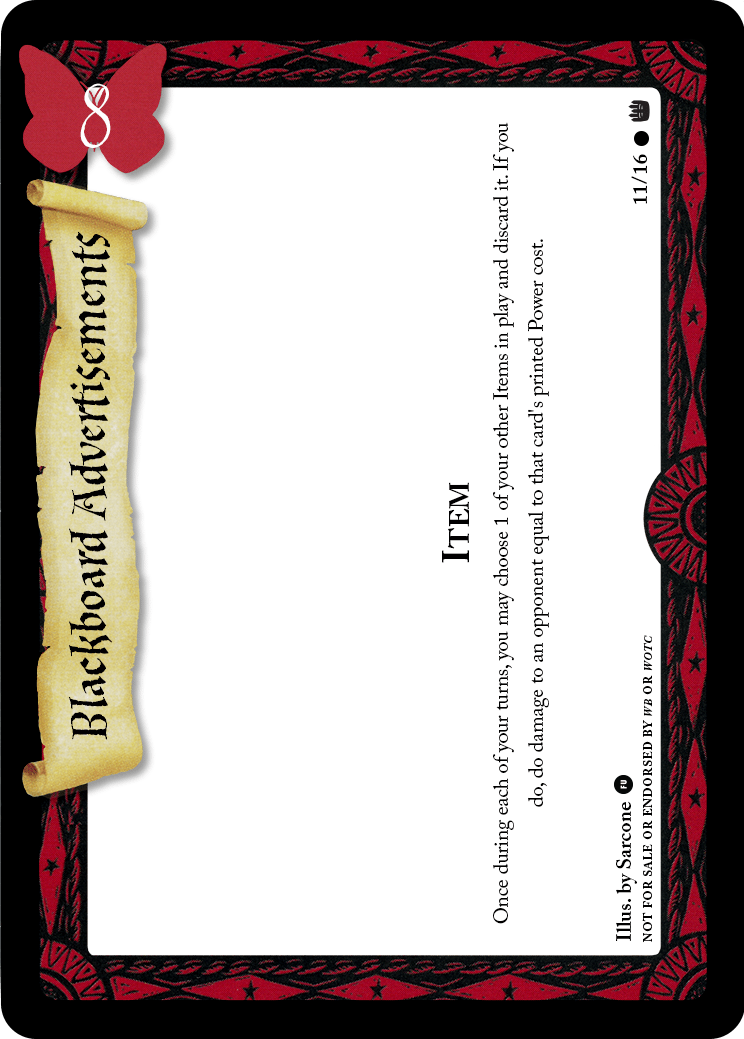 Blackboard Advertisements
8
ITEM
Once during each of your turns, you may choose 1 of your other Items in play and discard it. If you
do, do damage to an opponent equal to that card's printed Power cost.
Illus. by Sarcone FU
11/16
NOT FOR SALE OR ENDORSED BY WB OR WOTC